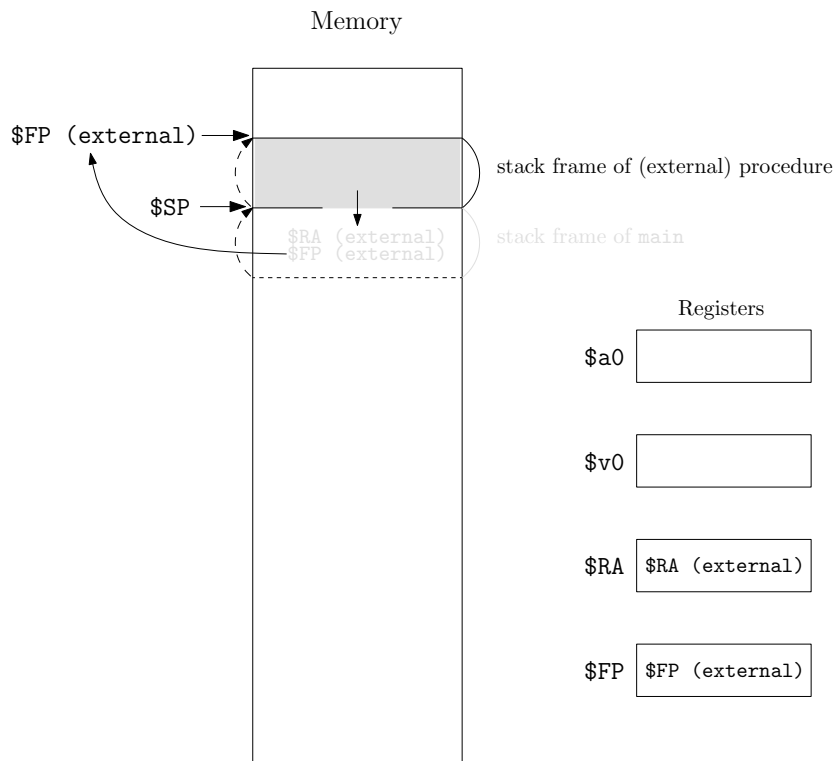 Memory
$FP (external)
stack frame of (external) procedure
$SP
$RA (external)
stack frame of main
$FP (external)
Registers
$a0
$v0
$RA $RA (external)
$FP $FP (external)